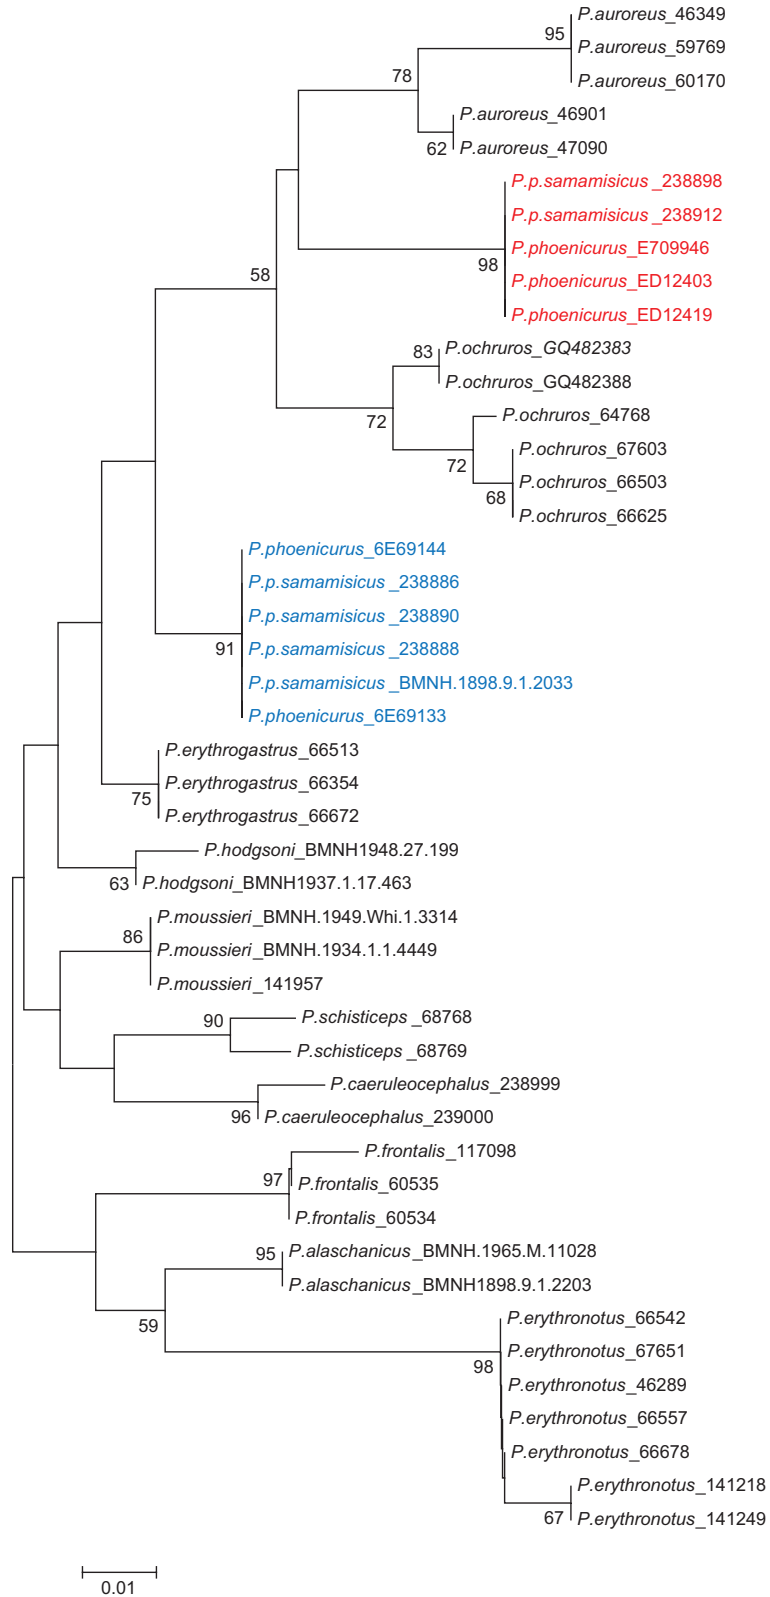 P.auroreus_46349
95
P.auroreus_59769
78
P.auroreus_60170
P.auroreus_46901
62
P.auroreus_47090
P.p.samamisicus _238898
P.p.samamisicus _238912
P.phoenicurus_E709946
98
P.phoenicurus_ED12403
58
P.phoenicurus_ED12419
83
P.ochruros_GQ482383
P.ochruros_GQ482388
72
P.ochruros_64768
P.ochruros_67603
72
P.ochruros_66503
68
P.ochruros_66625
P.phoenicurus_6E69144
P.p.samamisicus _238886
P.p.samamisicus _238890
91
P.p.samamisicus _238888
P.p.samamisicus _BMNH.1898.9.1.2033
P.phoenicurus_6E69133
P.erythrogastrus_66513
P.erythrogastrus_66354
75
P.erythrogastrus_66672
P.hodgsoni_BMNH1948.27.199
63
P.hodgsoni_BMNH1937.1.17.463
P.moussieri_BMNH.1949.Whi.1.3314
86
P.moussieri_BMNH.1934.1.1.4449
P.moussieri_141957
90
P.schisticeps _68768
P.schisticeps _68769
P.caeruleocephalus_238999
96
P.caeruleocephalus_239000
P.frontalis_117098
97
P.frontalis_60535
P.frontalis_60534
95
P.alaschanicus_BMNH.1965.M.11028
P.alaschanicus_BMNH1898.9.1.2203
59
P.erythronotus_66542
P.erythronotus_67651
98
P.erythronotus_46289
P.erythronotus_66557
P.erythronotus_66678
P.erythronotus_141218
67
P.erythronotus_141249
0.01